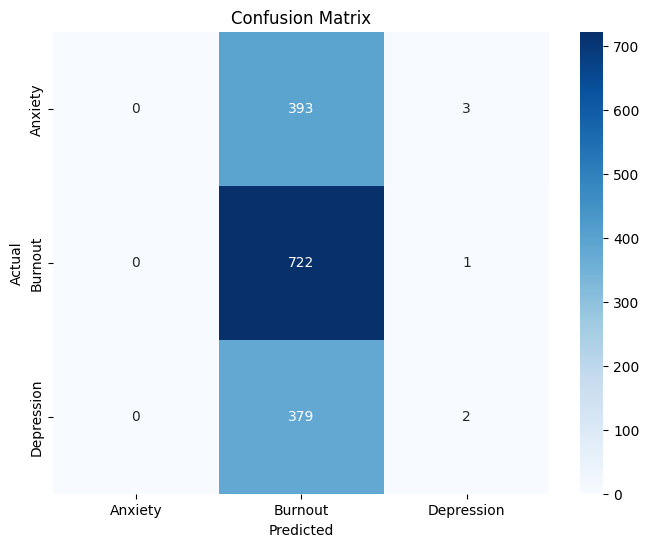 Confusion Matrix
Actual
Anxiety
0
393
3
Burnout
0
722
1
Depression
0
379
2
Anxiety
Burnout
Depression
Predicted
700
600
500
400
300
200
100
0